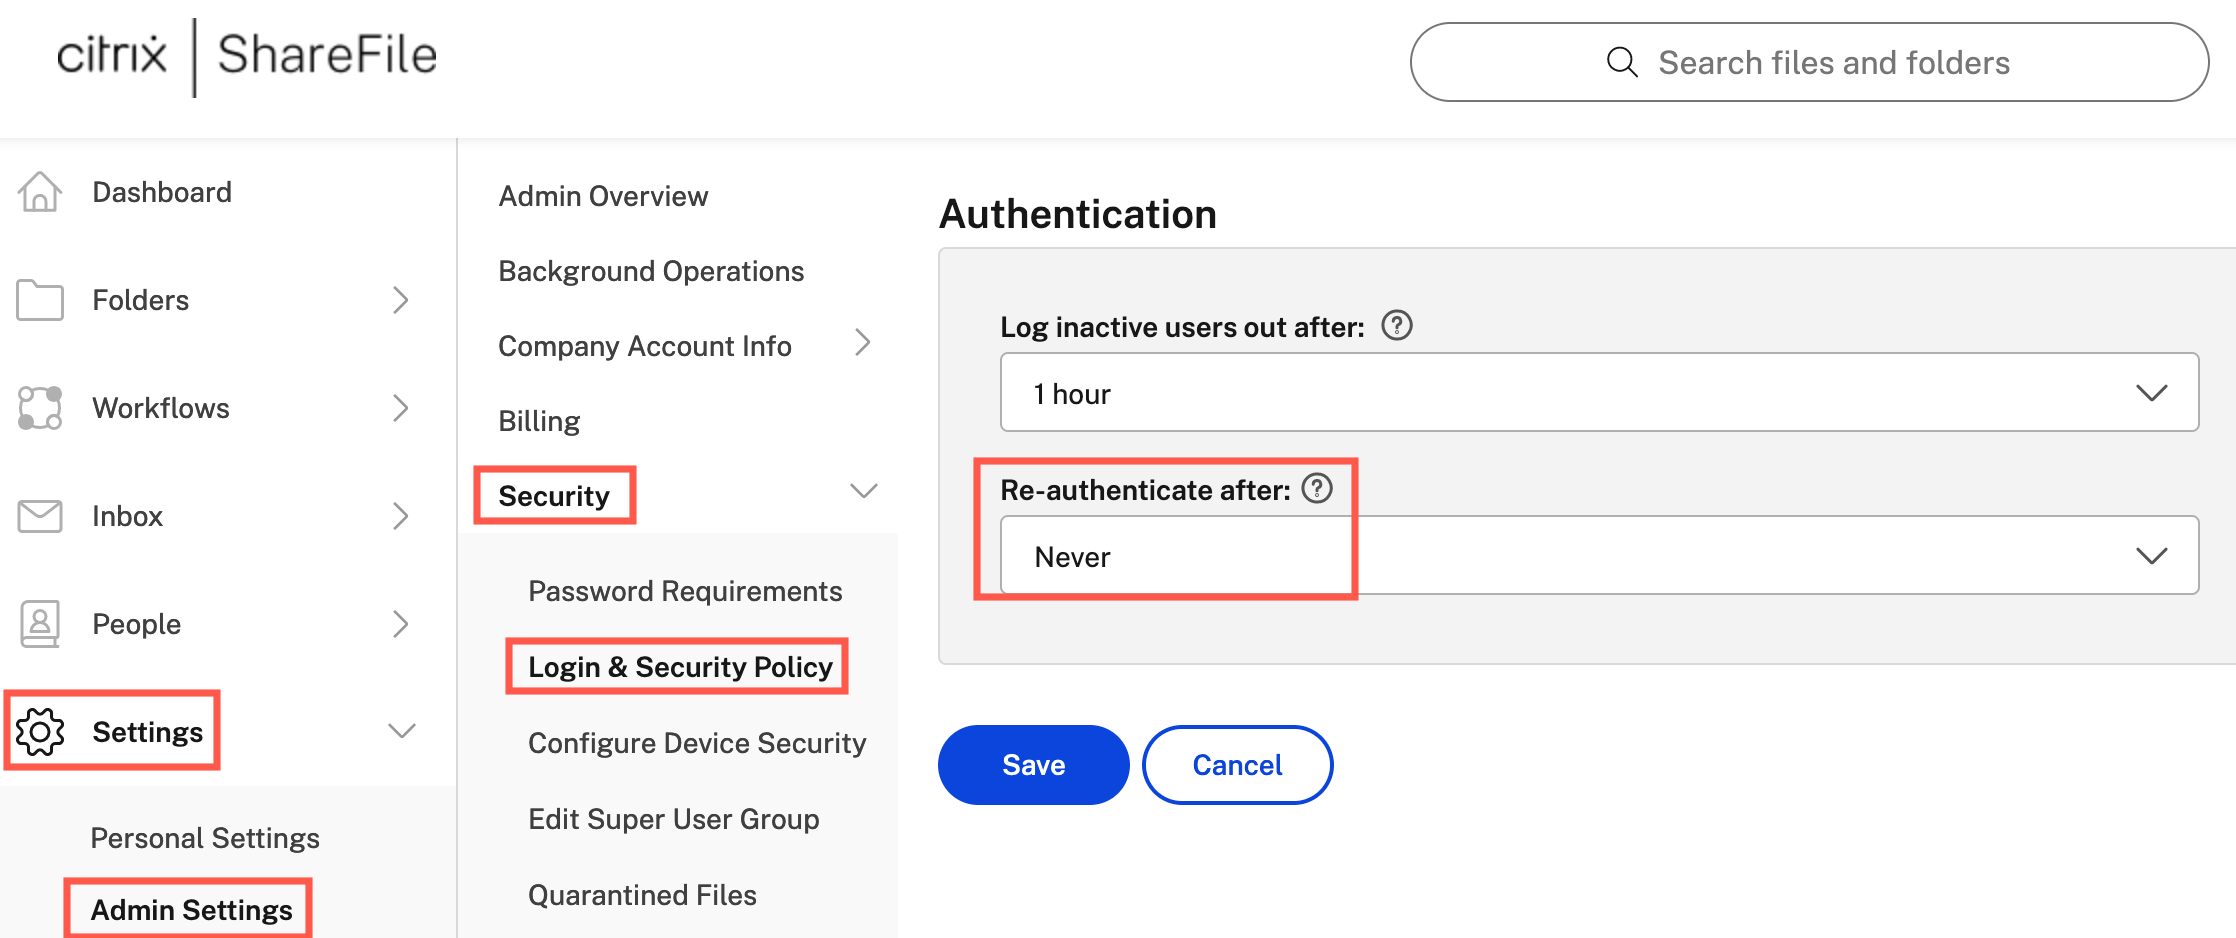 citrix | ShareFile
Search files and folders
Dashboard
Folders
Workflows
Inbox
People
Settings
Personal Settings
Admin Settings
Admin Overview
Background Operations
Company Account Info
Billing
Security
Password Requirements
Login & Security Policy
Configure Device Security
Edit Super User Group
Quarantined Files
Authentication
Log inactive users out after: ?
1 hour
Re-authenticate after: ?
Never
Save
Cancel